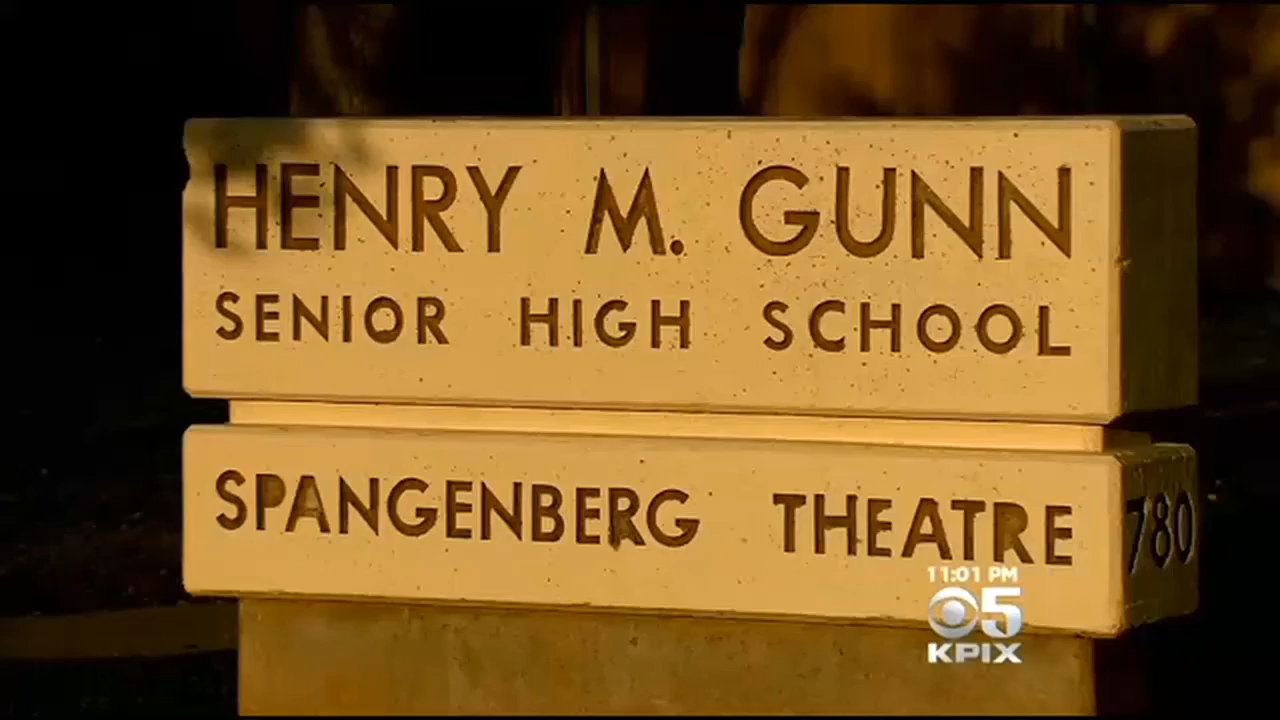 HENRY M. GUNN
SENIOR HIGH SCHOOL
SPANGENBERG THEATRE
780
11:01 PM
5
KPIX